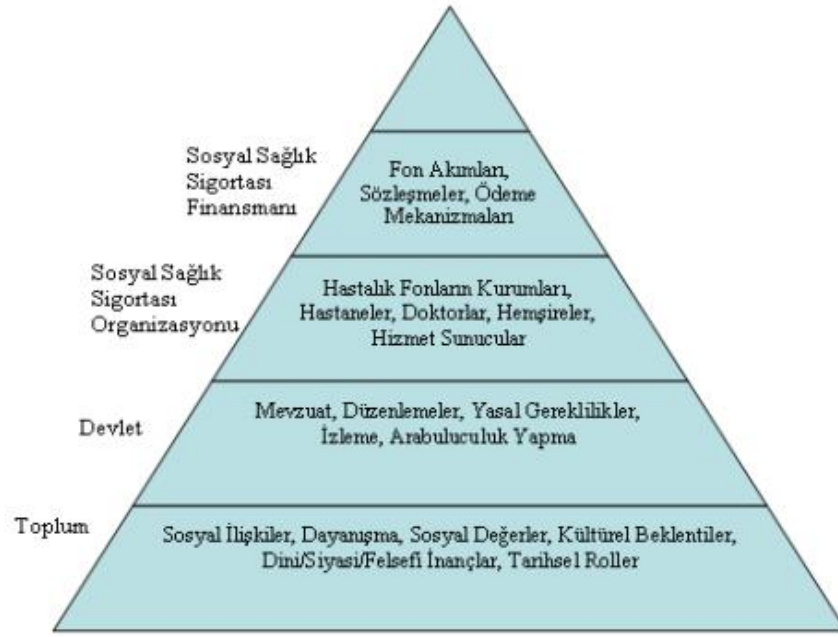 Sosyal Sağlık
Sigortası
Finansmanı
Fon Akımları,
Sözleşmeler, Ödeme
Mekanizmaları
Sosyal Sağlık
Sigortası
Organizasyonu
Hastalık Fonların Kurumları,
Hastaneler, Doktorlar, Hemşireler,
Hizmet Sunucular
Devlet
Mevzuat, Düzenlemeler, Yasal Gereklilikler,
İzleme, Arabuluculuk Yapma
Toplum
Sosyal İlişkiler, Dayanışma, Sosyal Değerler, Kültürel Beklentiler,
Dini/Siyasi/Felsefi İnançlar, Tarihsel Roller